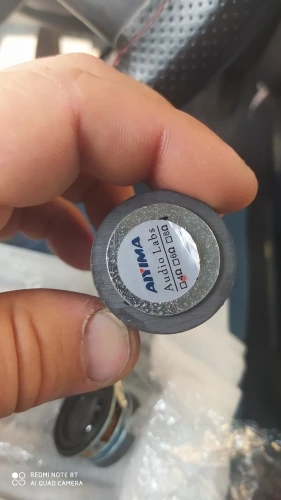 AIYIMA
Audio Labs
☑4Ω □6Ω □8Ω
REDMI NOTE 8T
AI QUAD CAMERA